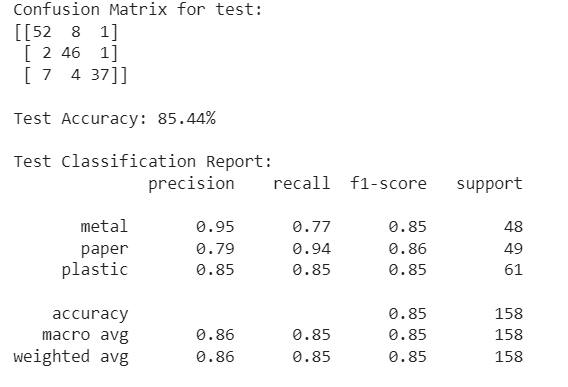 Confusion Matrix for test:
[[52  8  1]
 [ 2 46  1]
 [ 7  4 37]]
Test Accuracy: 85.44%
Test Classification Report:
precision recall f1-score support
metal 0.95 0.77 0.85 48
paper 0.79 0.94 0.86 49
plastic 0.85 0.85 0.85 61
accuracy 0.85 158
macro avg 0.86 0.85 0.85 158
weighted avg 0.86 0.85 0.85 158